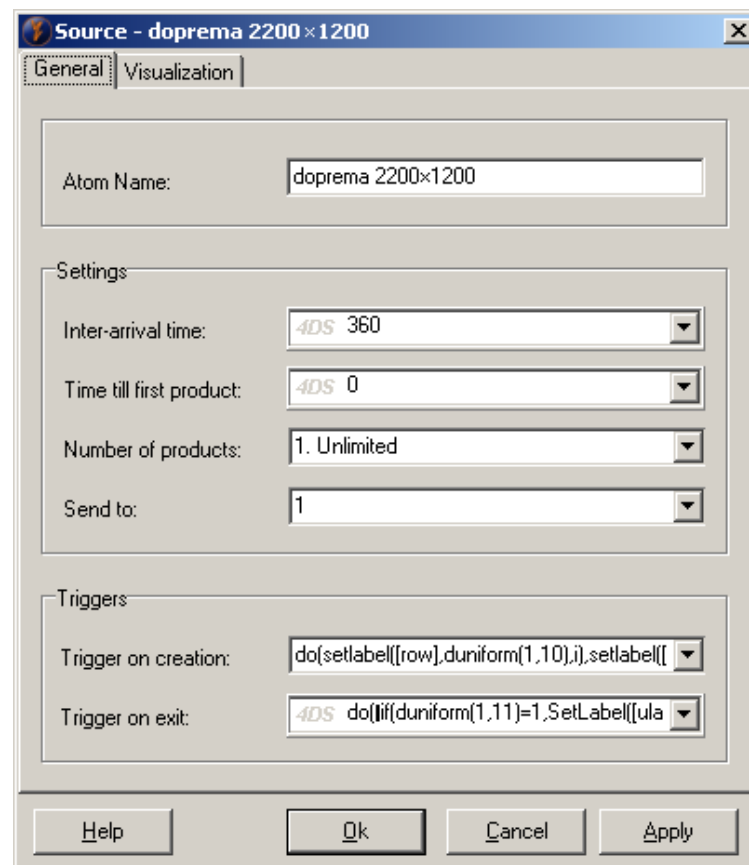 Source - doprema 2200×1200
General Visualization
Atom Name: doprema 2200×1200
Settings
Inter-arrival time: 4DS 360
Time till first product: 4DS 0
Number of products: 1. Unlimited
Send to: 1
Triggers
Trigger on creation: do(setlabel([row],duniform(1,10),i),setlabel([
Trigger on exit: 4DS do(Iif(duniform(1,11)=1,SetLabel([ula
Help Ok Cancel Apply